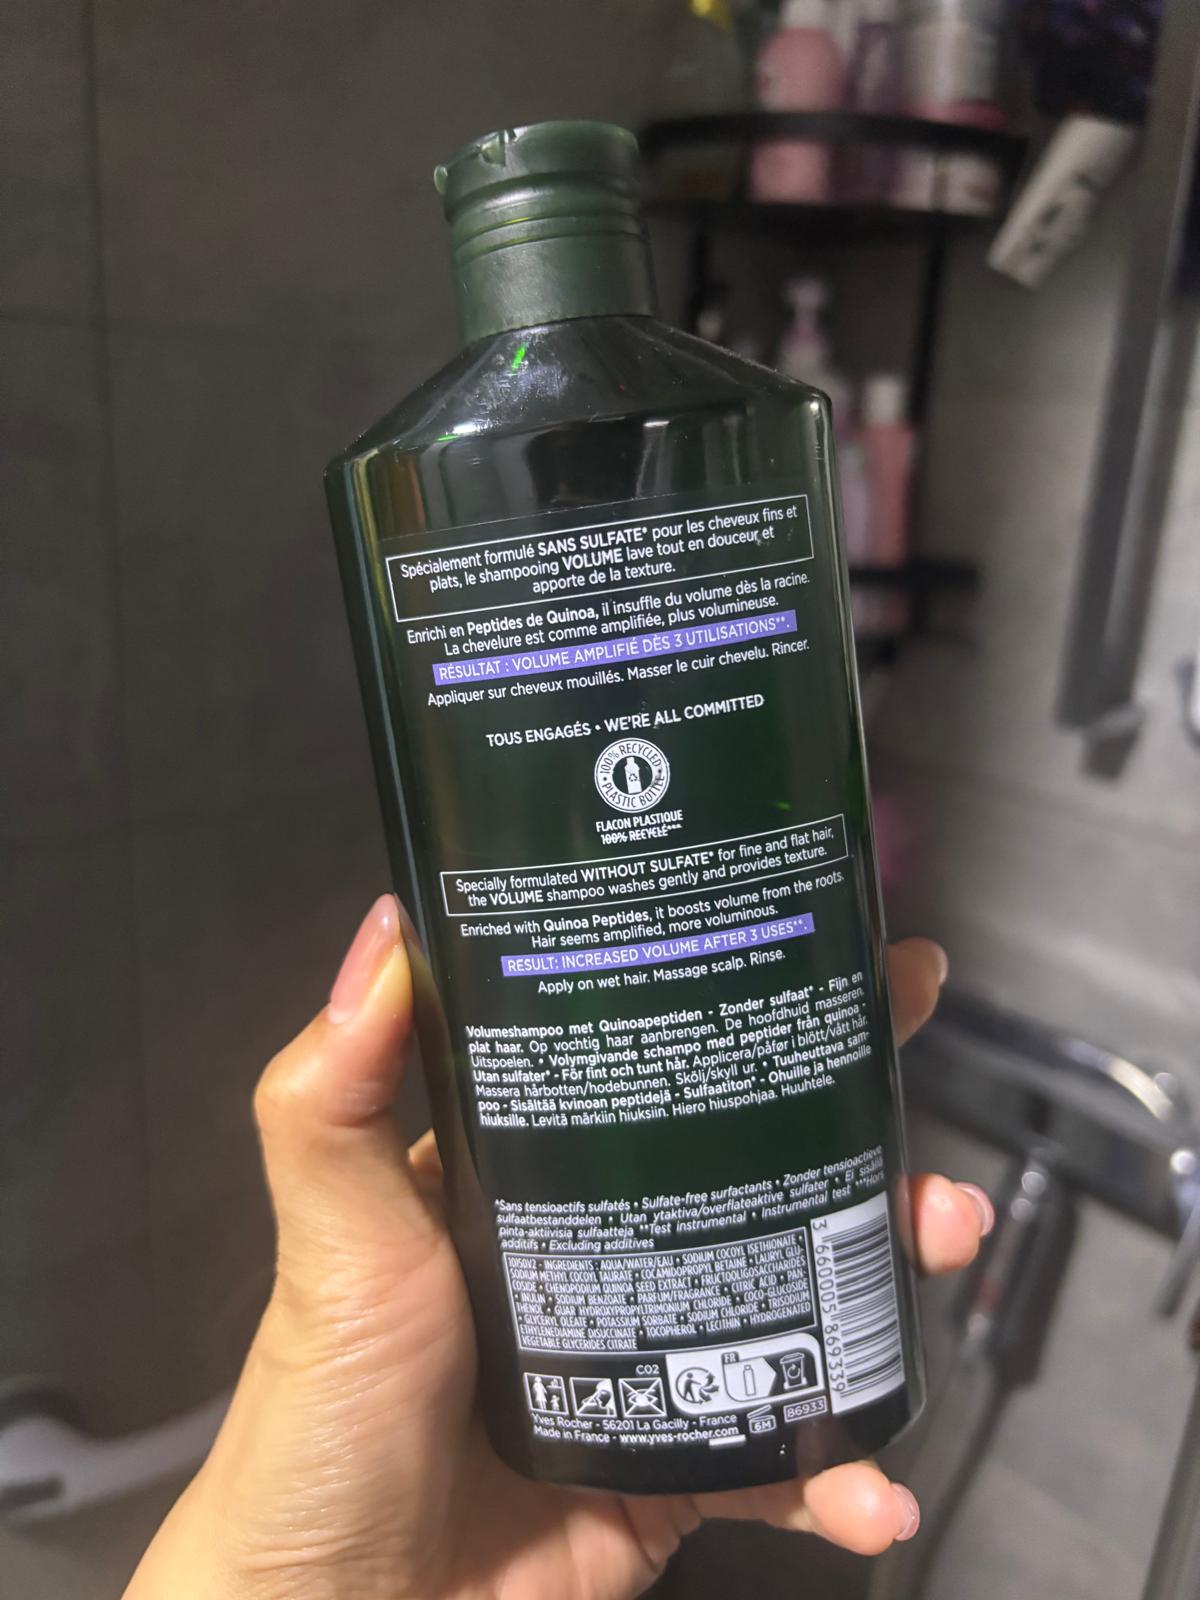 Spécialement formulé SANS SULFATE* pour les cheveux fins et
plats, le shampooing VOLUME lave tout en douceur et
apporte de la texture.
Enrichi en Peptides de Quinoa, il insuffle du volume dès la racine.
La chevelure est comme amplifiée, plus volumineuse.
RÉSULTAT : VOLUME AMPLIFIÉ DÈS 3 UTILISATIONS**.
Appliquer sur cheveux mouillés. Masser le cuir chevelu. Rincer.
TOUS ENGAGÉS • WE'RE ALL COMMITTED
100% RECYCLED
PLASTIC BOTTLE
FLACON PLASTIQUE
100% RECYCLÉ***
Specially formulated WITHOUT SULFATE* for fine and flat hair,
the VOLUME shampoo washes gently and provides texture.
Enriched with Quinoa Peptides, it boosts volume from the roots.
Hair seems amplified, more voluminous.
RESULT: INCREASED VOLUME AFTER 3 USES**.
Apply on wet hair. Massage scalp. Rinse.
Volumeshampoo met Quinoapeptiden - Zonder sulfaat* - Fijn en
plat haar. Op vochtig haar aanbrengen. De hoofdhuid masseren.
Uitspoelen. • Volymgivande schampo med peptider från quinoa -
Utan sulfater* - För fint och tunt hår. Applicera/påfør i blött/vått hår.
Massera hårbotten/hodebunnen. Skölj/skyll ur. • Tuuheuttava sam-
poo - Sisältää kvinoan peptidejä - Sulfaatiton* - Ohuille ja hennoille
hiuksille. Levitä märkiin hiuksiin. Hiero hiuspohjaa. Huuhtele.
*Sans tensioactifs sulfatés • Sulfate-free surfactants • Zonder tensioactieve
sulfaatbestanddelen • Utan ytaktiva/overflateaktive sulfater • Ei sisällä
pinta-aktiivisia sulfaatteja **Test instrumental • Instrumental test ***Hors
additifs • Excluding additives
10150V2 - INGREDIENTS : AQUA/WATER/EAU • SODIUM COCOYL ISETHIONATE •
SODIUM METHYL COCOYL TAURATE • COCAMIDOPROPYL BETAINE • LAURYL GLU-
COSIDE • CHENOPODIUM QUINOA SEED EXTRACT • FRUCTOOLIGOSACCHARIDES
• INULIN • SODIUM BENZOATE • PARFUM/FRAGRANCE • CITRIC ACID • PAN-
THENOL • GUAR HYDROXYPROPYLTRIMONIUM CHLORIDE • COCO-GLUCOSIDE
• GLYCERYL OLEATE • POTASSIUM SORBATE • SODIUM CHLORIDE • TRISODIUM
ETHYLENEDIAMINE DISUCCINATE • TOCOPHEROL • LECITHIN • HYDROGENATED
VEGETABLE GLYCERIDES CITRATE
3 660005 869339
C02
FR
Yves Rocher - 56201 La Gacilly - France
Made in France - www.yves-rocher.com
6M
86933